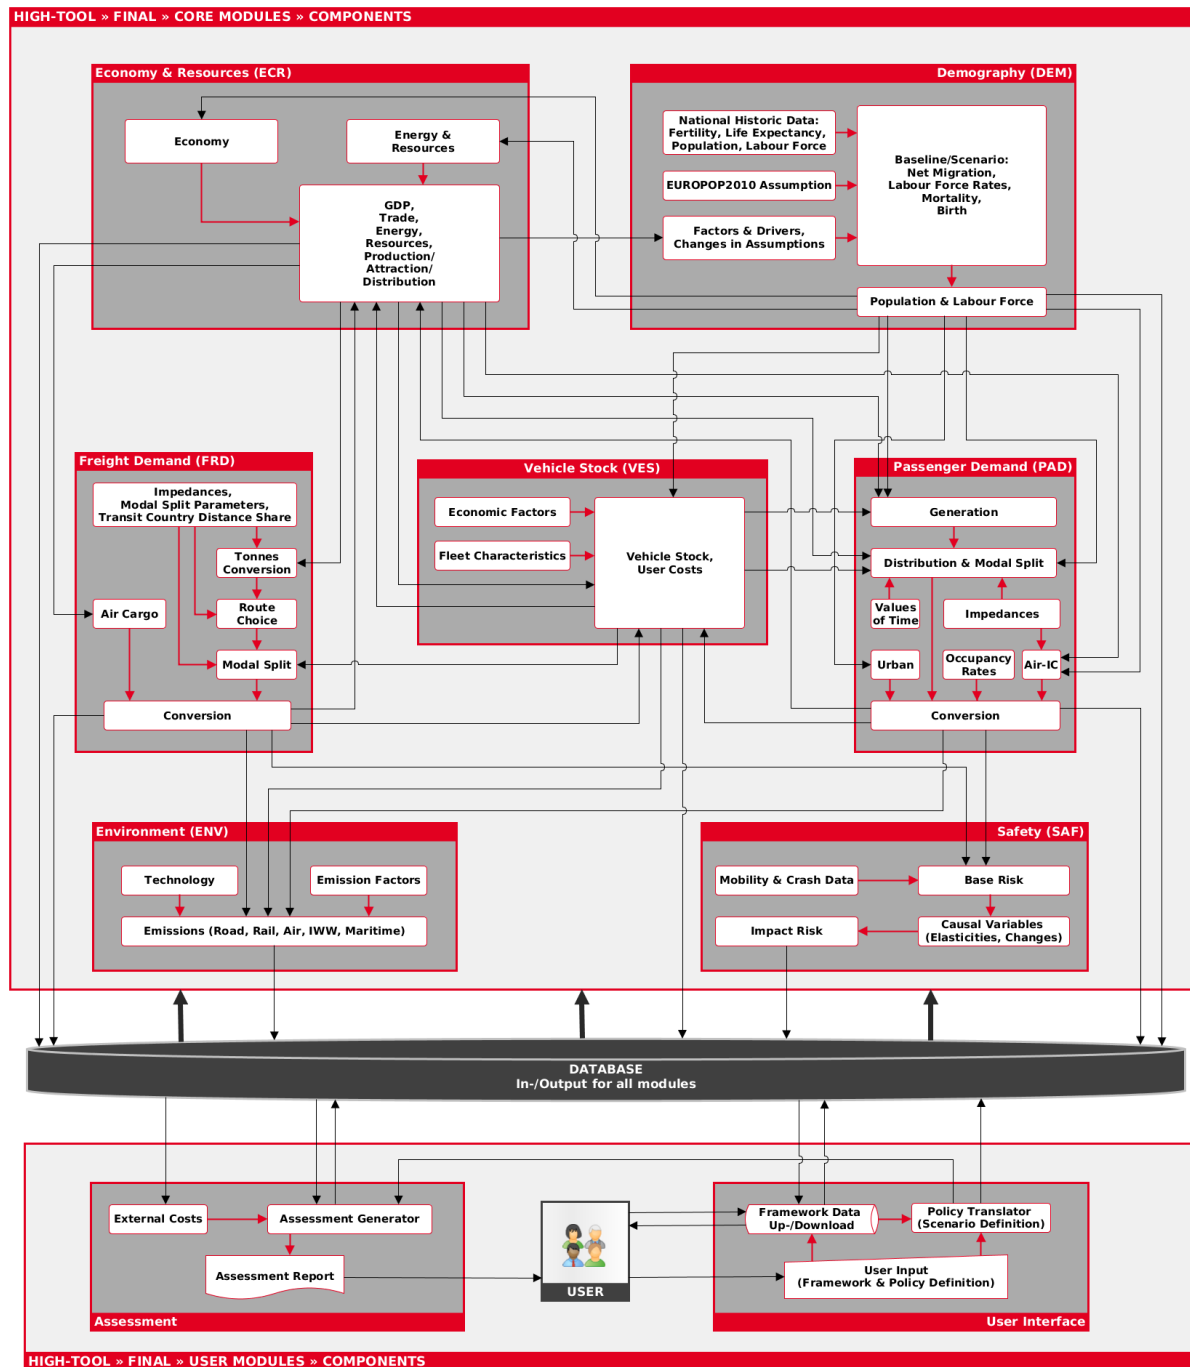 HIGH-TOOL » FINAL » CORE MODULES » COMPONENTS
Economy & Resources (ECR)
Economy
Energy &
Resources
GDP,
Trade,
Energy,
Resources,
Production/
Attraction/
Distribution
Demography (DEM)
National Historic Data:
Fertility, Life Expectancy,
Population, Labour Force
EUROPOP2010 Assumption
Factors & Drivers,
Changes in Assumptions
Baseline/Scenario:
Net Migration,
Labour Force Rates,
Mortality,
Birth
Population & Labour Force
Freight Demand (FRD)
Impedances,
Modal Split Parameters,
Transit Country Distance Share
Tonnes
Conversion
Air Cargo
Route
Choice
Modal Split
Conversion
Vehicle Stock (VES)
Economic Factors
Fleet Characteristics
Vehicle Stock,
User Costs
Passenger Demand (PAD)
Generation
Distribution & Modal Split
Values
of Time
Impedances
Urban
Occupancy
Rates
Air-IC
Conversion
Environment (ENV)
Technology
Emission Factors
Emissions (Road, Rail, Air, IWW, Maritime)
Safety (SAF)
Mobility & Crash Data
Base Risk
Impact Risk
Causal Variables
(Elasticities, Changes)
DATABASE
In-/Output for all modules
External Costs
Assessment Generator
Assessment Report
Assessment
USER
Framework Data
Up-/Download
Policy Translator
(Scenario Definition)
User Input
(Framework & Policy Definition)
User Interface
HIGH-TOOL » FINAL » USER MODULES » COMPONENTS